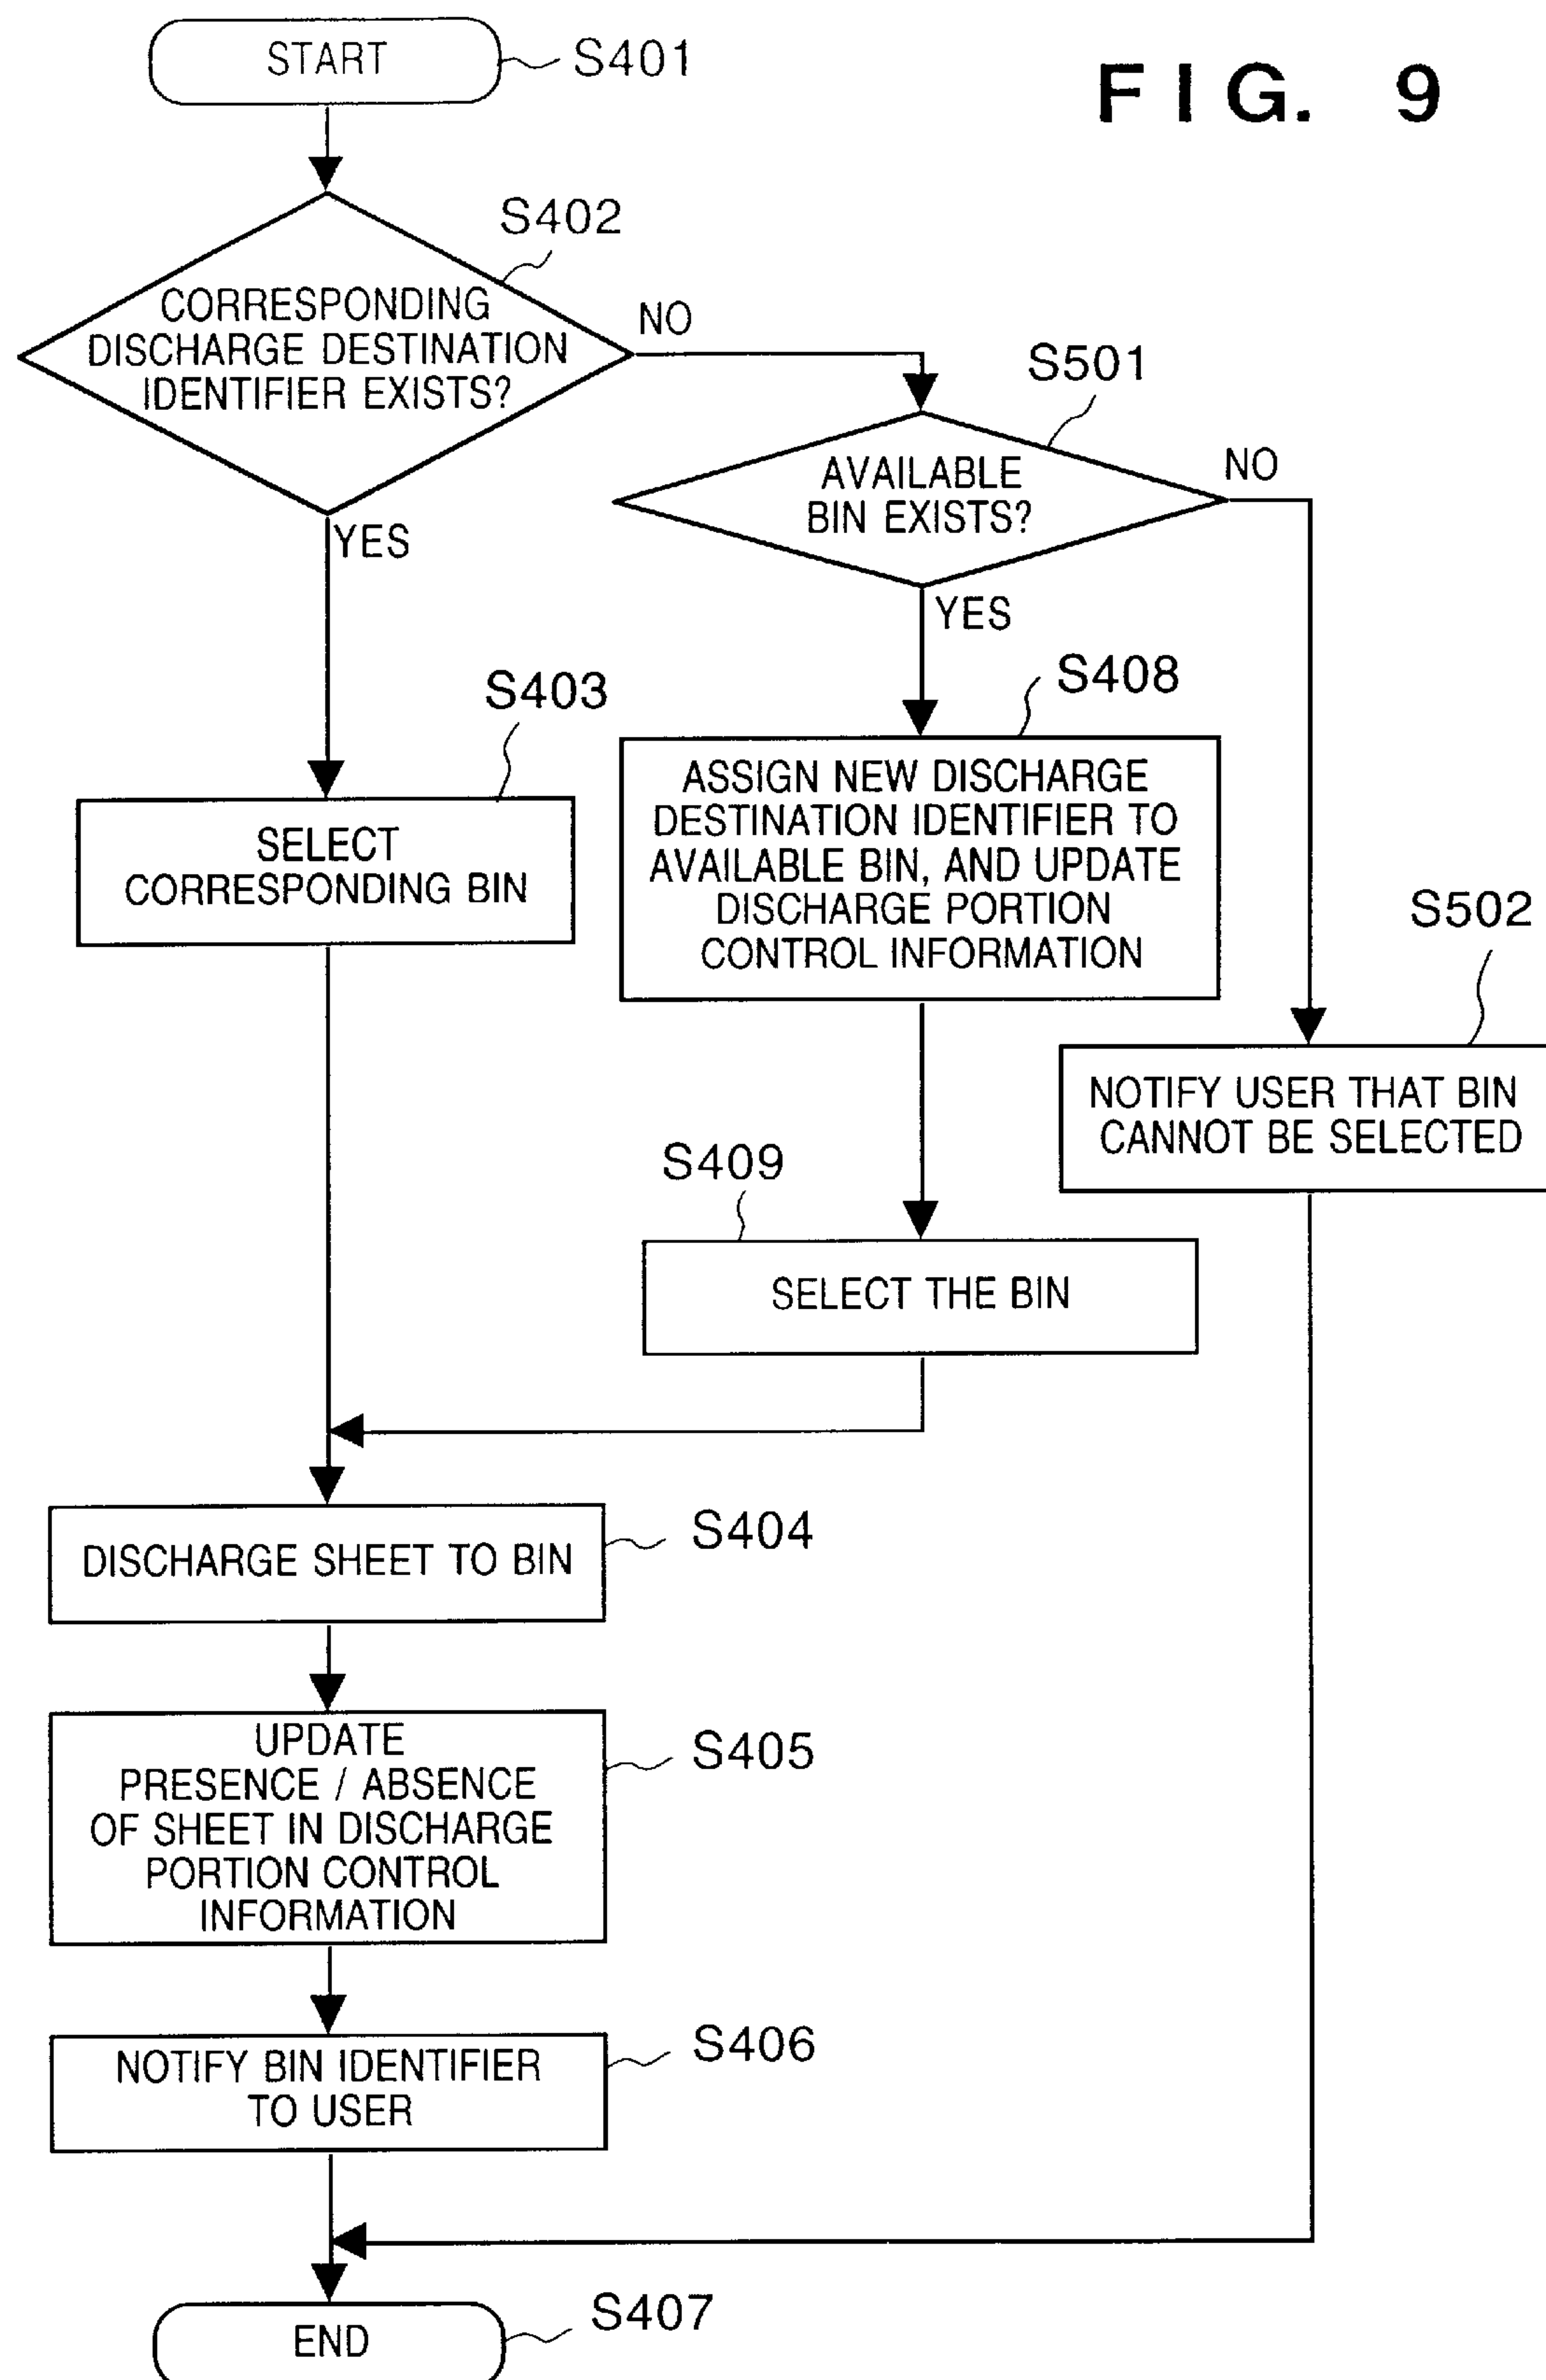 START
S401
FIG. 9
S402
CORRESPONDING
DISCHARGE DESTINATION
IDENTIFIER EXISTS?
NO
YES
S501
AVAILABLE
BIN EXISTS?
NO
YES
S403
SELECT
CORRESPONDING BIN
S408
ASSIGN NEW DISCHARGE
DESTINATION IDENTIFIER TO
AVAILABLE BIN, AND UPDATE
DISCHARGE PORTION
CONTROL INFORMATION
S502
NOTIFY USER THAT BIN
CANNOT BE SELECTED
S409
SELECT THE BIN
DISCHARGE SHEET TO BIN
S404
UPDATE
PRESENCE / ABSENCE
OF SHEET IN DISCHARGE
PORTION CONTROL
INFORMATION
S405
NOTIFY BIN IDENTIFIER
TO USER
S406
END
S407